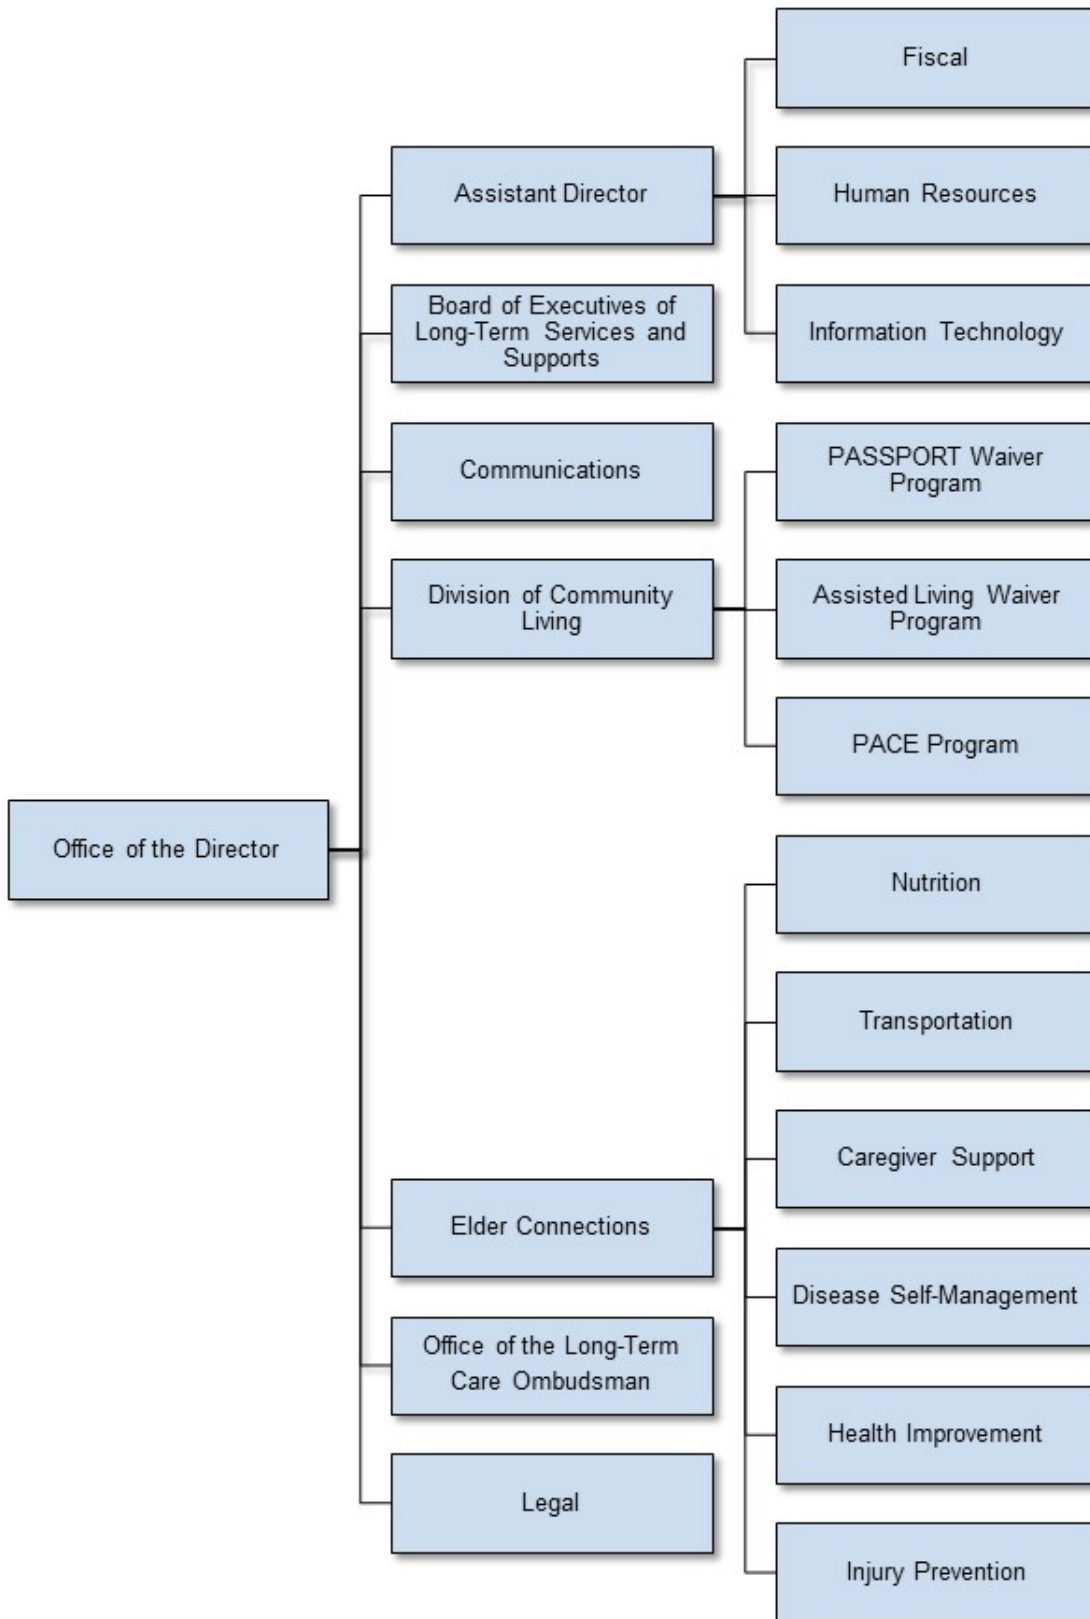 Fiscal
Assistant Director
Human Resources
Board of Executives of
Long-Term Services and
Supports
Information Technology
Communications
PASSPORT Waiver
Program
Division of Community
Living
Assisted Living Waiver
Program
PACE Program
Office of the Director
Nutrition
Transportation
Caregiver Support
Elder Connections
Disease Self-Management
Office of the Long-Term
Care Ombudsman
Health Improvement
Legal
Injury Prevention